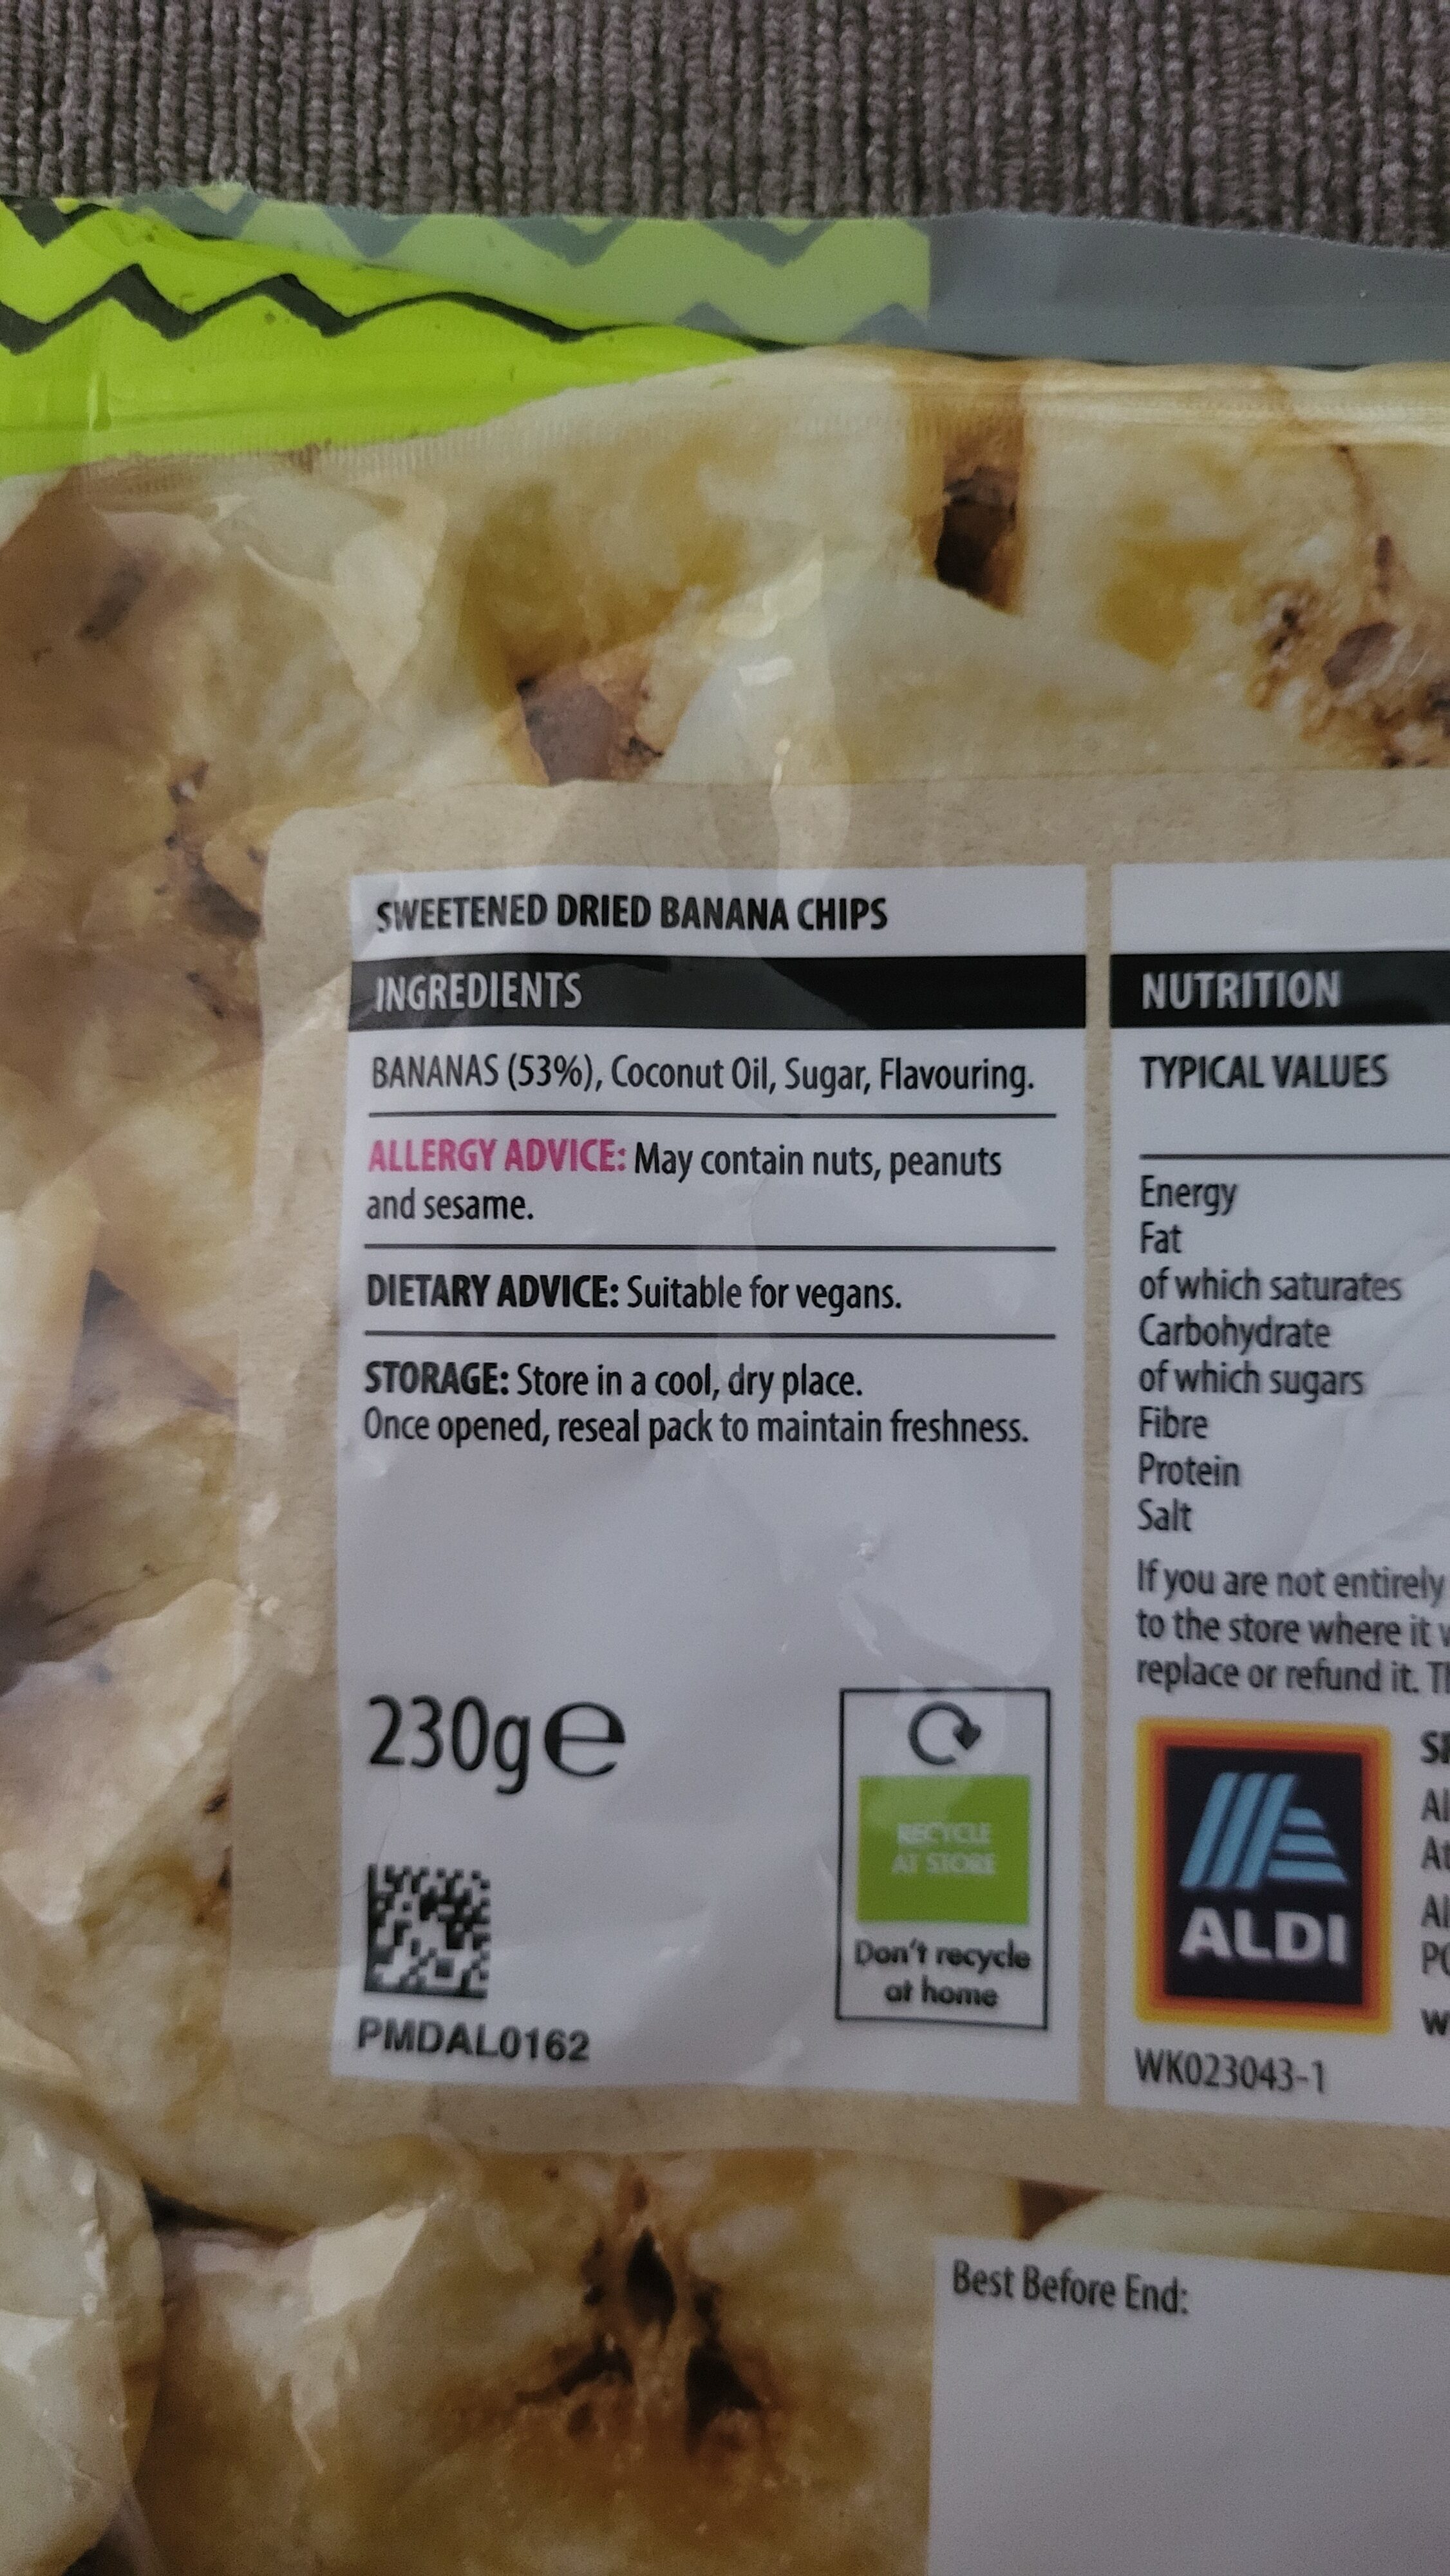 SWEETENED DRIED BANANA CHIPS
INGREDIENTS
BANANAS (53%), Coconut Oil, Sugar, Flavouring.
ALLERGY ADVICE: May contain nuts, peanuts
and sesame.
DIETARY ADVICE: Suitable for vegans.
STORAGE: Store in a cool, dry place.
Once opened, reseal pack to maintain freshness.
230g℮
RECYCLE
AT STORE
Don't recycle
at home
PMDAL0162
NUTRITION
TYPICAL VALUES
Energy
Fat
of which saturates
Carbohydrate
of which sugars
Fibre
Protein
Salt
If you are not entirely
to the store where it
replace or refund it.
ALDI
WK023043-1
Best Before End: